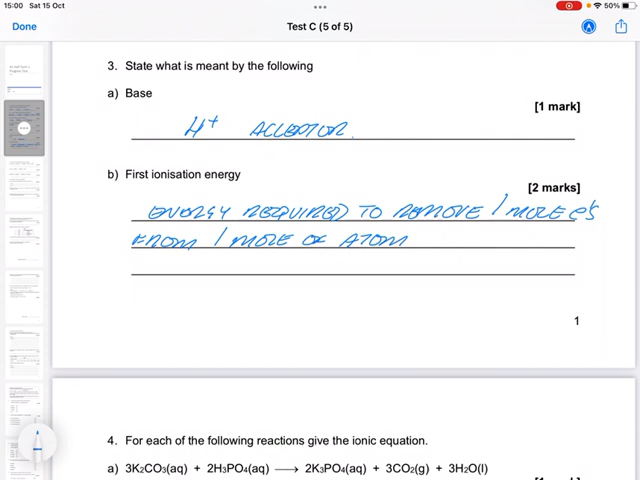 15:00 Sat 15 Oct
50%
Done
Test C (5 of 5)
3. State what is meant by the following
a) Base
[1 mark]
H+ ACCEPTOR.
b) First ionisation energy
[2 marks]
ENERGY REQUIRED TO REMOVE 1 MOLE e's
FROM 1 MOLE OF ATOM
1
4. For each of the following reactions give the ionic equation.
a) 3K₂CO₃(aq) + 2H₃PO₄(aq) ⟶ 2K₃PO₄(aq) + 3CO₂(g) + 3H₂O(l)